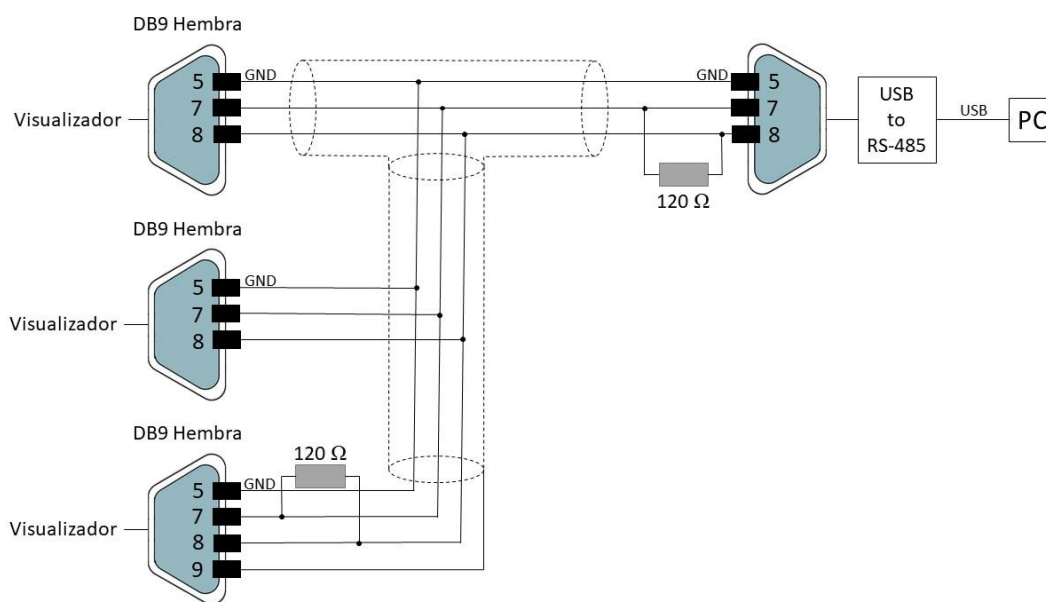 DB9 Hembra
5 GND
7
8
Visualizador
GND 5
7
8
120 Ω
USB
to
RS-485
USB
PC
DB9 Hembra
5 GND
7
8
Visualizador
DB9 Hembra
120 Ω
5 GND
7
8
9
Visualizador